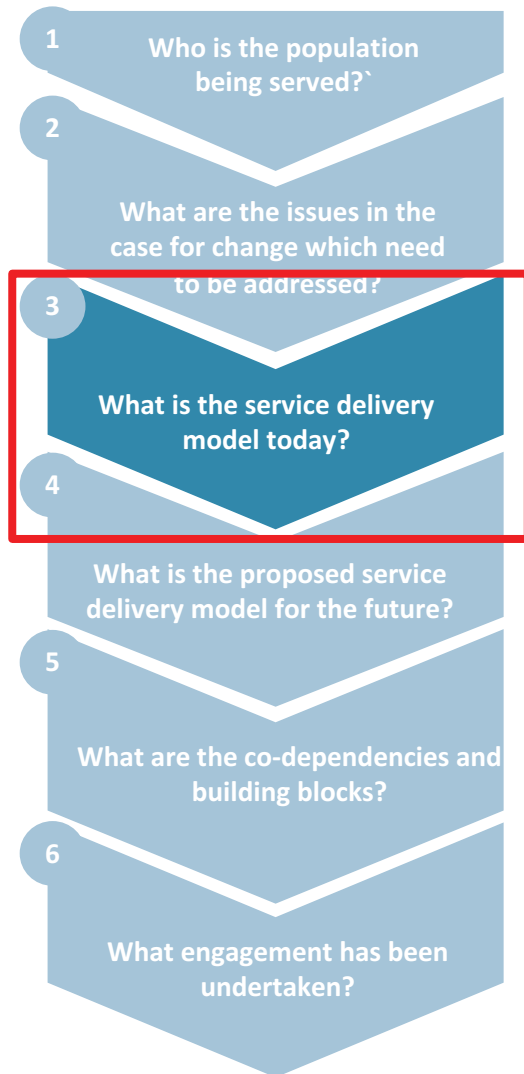 1
Who is the population
being served?`
2
What are the issues in the
case for change which need
to be addressed?
3
What is the service delivery
model today?
4
What is the proposed service
delivery model for the future?
5
What are the co-dependencies and
building blocks?
6
What engagement has been
undertaken?